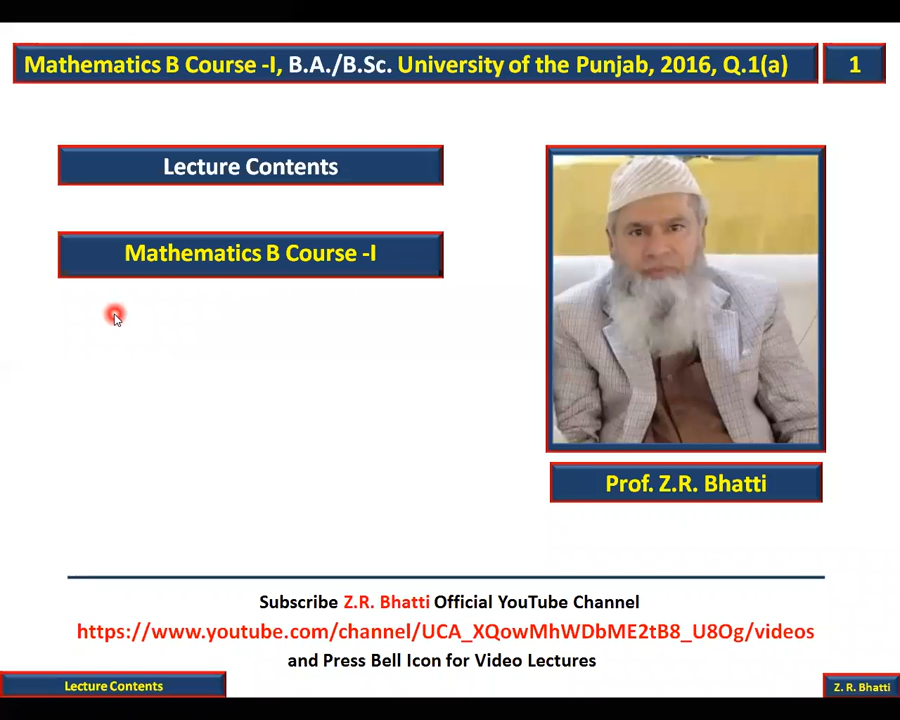 Mathematics B Course -I, B.A./B.Sc. University of the Punjab, 2016, Q.1(a)
1
Lecture Contents
Mathematics B Course -I
Prof. Z.R. Bhatti
Subscribe Z.R. Bhatti Official YouTube Channel
https://www.youtube.com/channel/UCA_XQowMhWDbME2tB8_U8Og/videos
and Press Bell Icon for Video Lectures
Lecture Contents
Z. R. Bhatti